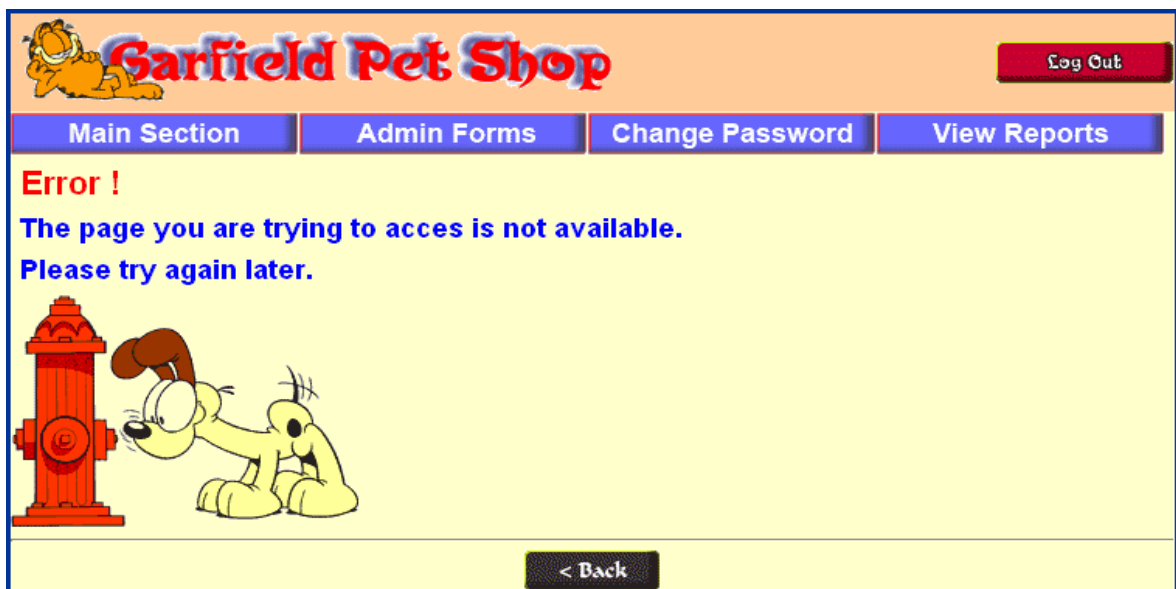 Garfield Pet Shop
Log Out
Main Section Admin Forms Change Password View Reports
Error !
The page you are trying to acces is not available.
Please try again later.
< Back